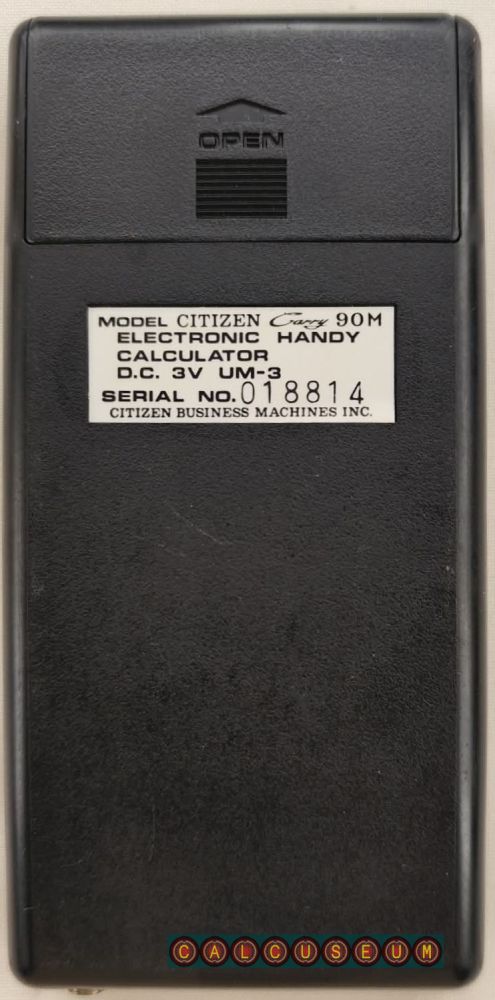 OPEN
MODEL CITIZEN Carry 90M
ELECTRONIC HANDY
CALCULATOR
D.C. 3V UM-3
SERIAL NO. 018814
CITIZEN BUSINESS MACHINES INC.
CALCUSEUM